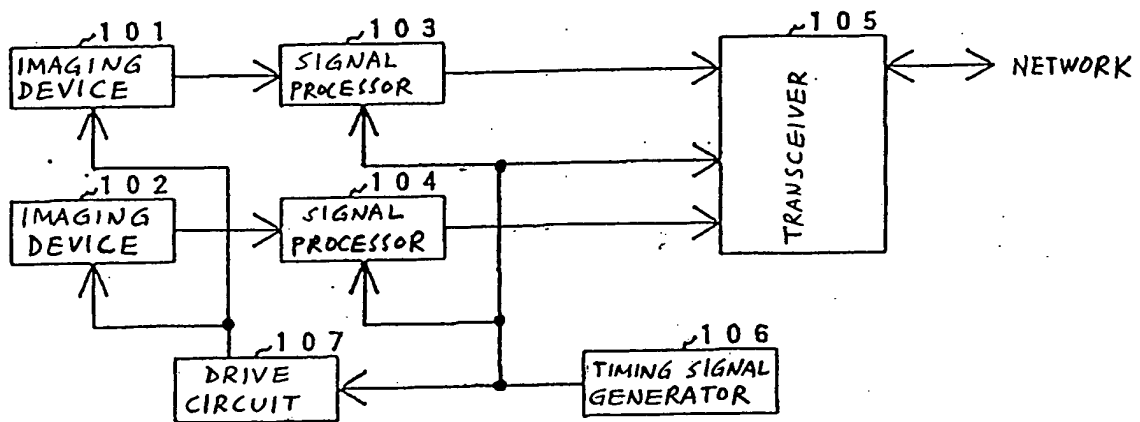 101
IMAGING
DEVICE
103
SIGNAL
PROCESSOR
105
TRANSCEIVER
NETWORK
102
IMAGING
DEVICE
104
SIGNAL
PROCESSOR
107
DRIVE
CIRCUIT
106
TIMING SIGNAL
GENERATOR